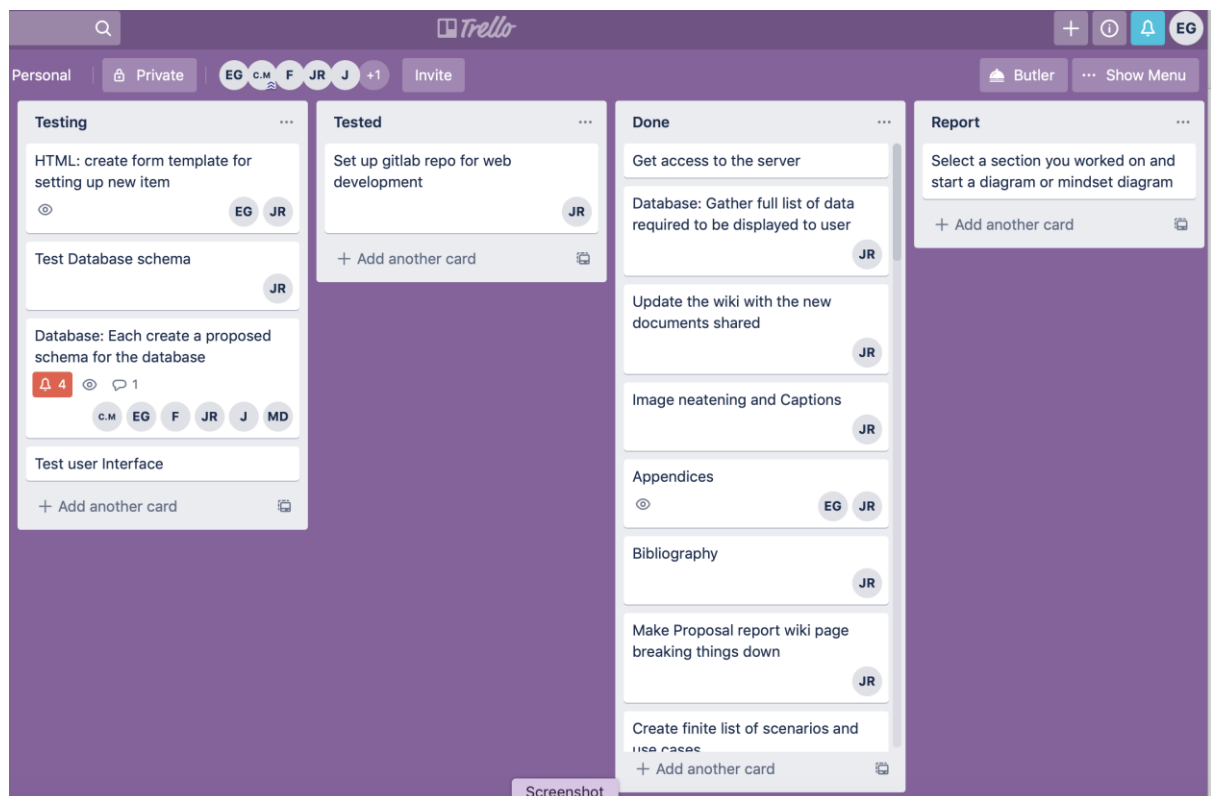 Trello
EG
Personal
Private
EG C.M F JR J +1
Invite
Butler
... Show Menu
Testing
HTML: create form template for
setting up new item
EG JR
Test Database schema
JR
Database: Each create a proposed
schema for the database
4 1
C.M EG F JR J MD
Test user Interface
+ Add another card
Tested
Set up gitlab repo for web
development
JR
+ Add another card
Done
Get access to the server
Database: Gather full list of data
required to be displayed to user
JR
Update the wiki with the new
documents shared
JR
Image neatening and Captions
JR
Appendices
EG JR
Bibliography
JR
Make Proposal report wiki page
breaking things down
JR
Create finite list of scenarios and
use cases
+ Add another card
Report
Select a section you worked on and
start a diagram or mindset diagram
+ Add another card
Screenshot